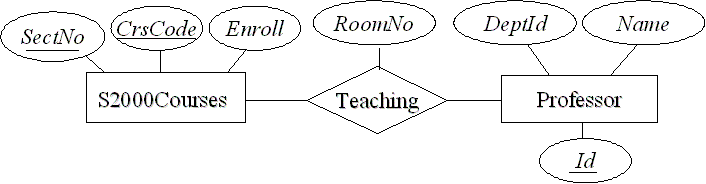 SectNo
CrsCode
Enroll
RoomNo
DeptId
Name
S2000Courses
Teaching
Professor
Id